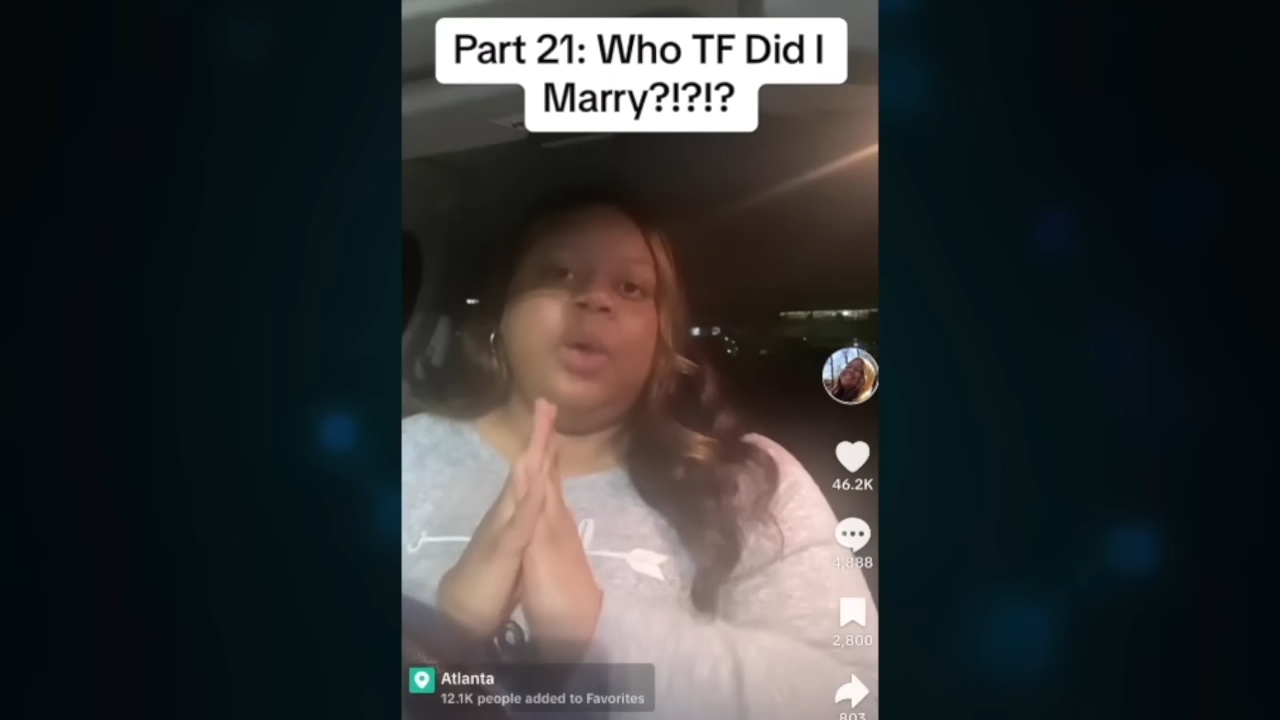 Part 21: Who TF Did I
Marry?!?!?
46.2K
4,888
2,800
803
Atlanta
12.1K people added to Favorites